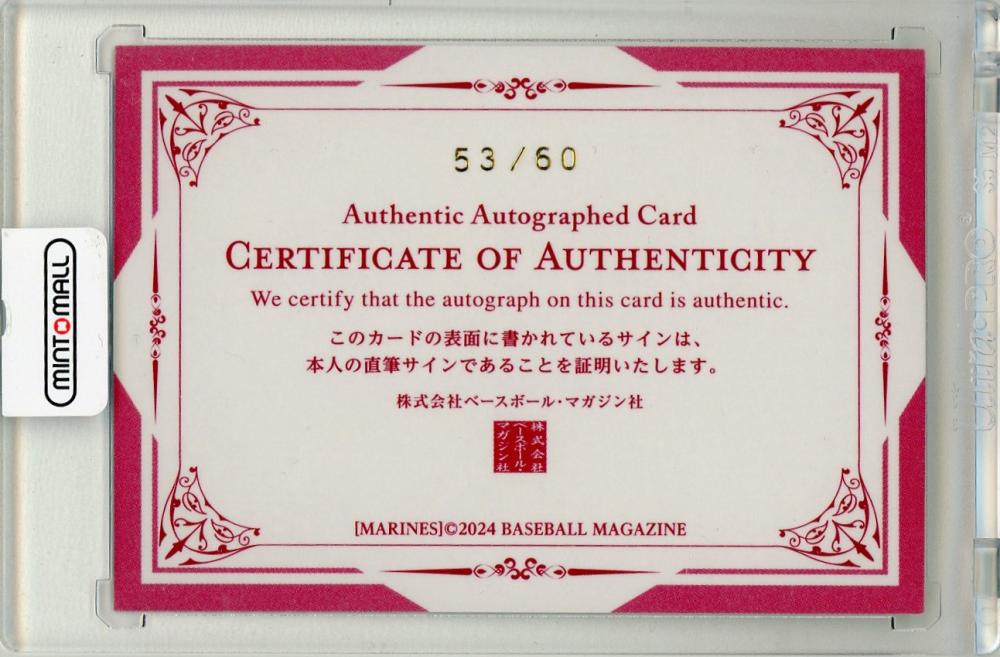 53/60
Authentic Autographed Card
CERTIFICATE OF AUTHENTICITY
We certify that the autograph on this card is authentic.
このカードの表面に書かれているサインは、
本人の直筆サインであることを証明いたします。
株式会社ベースボール・マガジン社
株式会社
ベースボール・
マガジン社
[MARINES]©2024 BASEBALL MAGAZINE
MINTOMALL